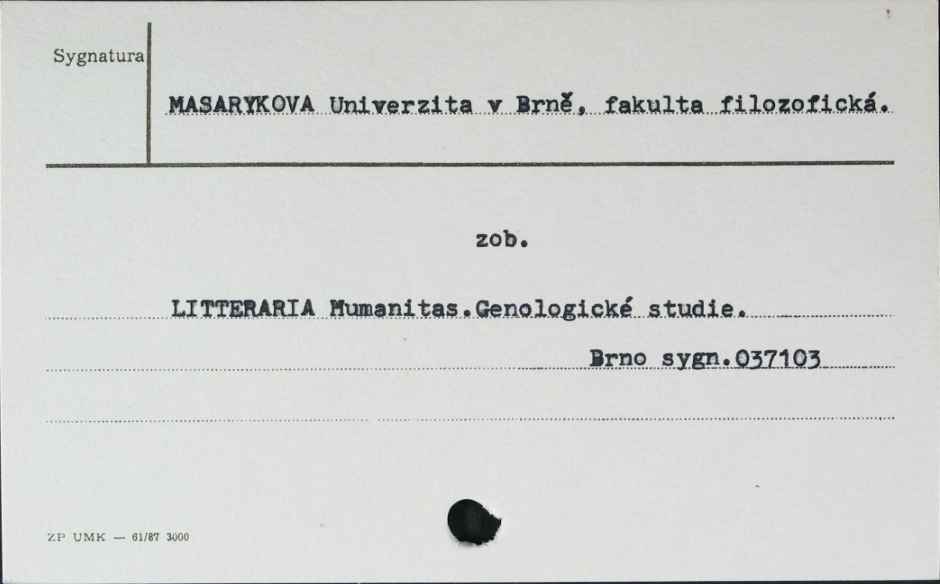 Sygnatura
MASARYKOVA Univerzita v Brně, fakulta filozofická.
zob.
LITTERARIA Humanitas.Genologické studie.
Brno sygn.037103
ZP UMK — 61/87 3000